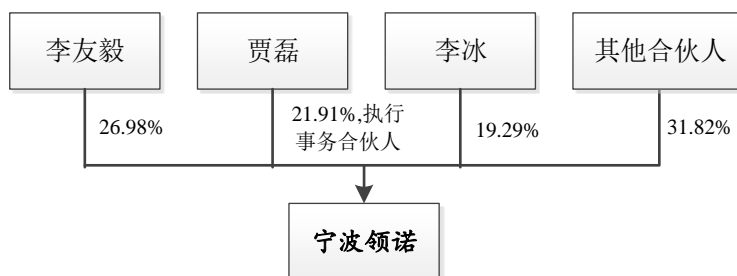 李友毅 贾磊 李冰 其他合伙人
26.98% 21.91%,执行 19.29% 31.82%
事务合伙人
宁波领诺